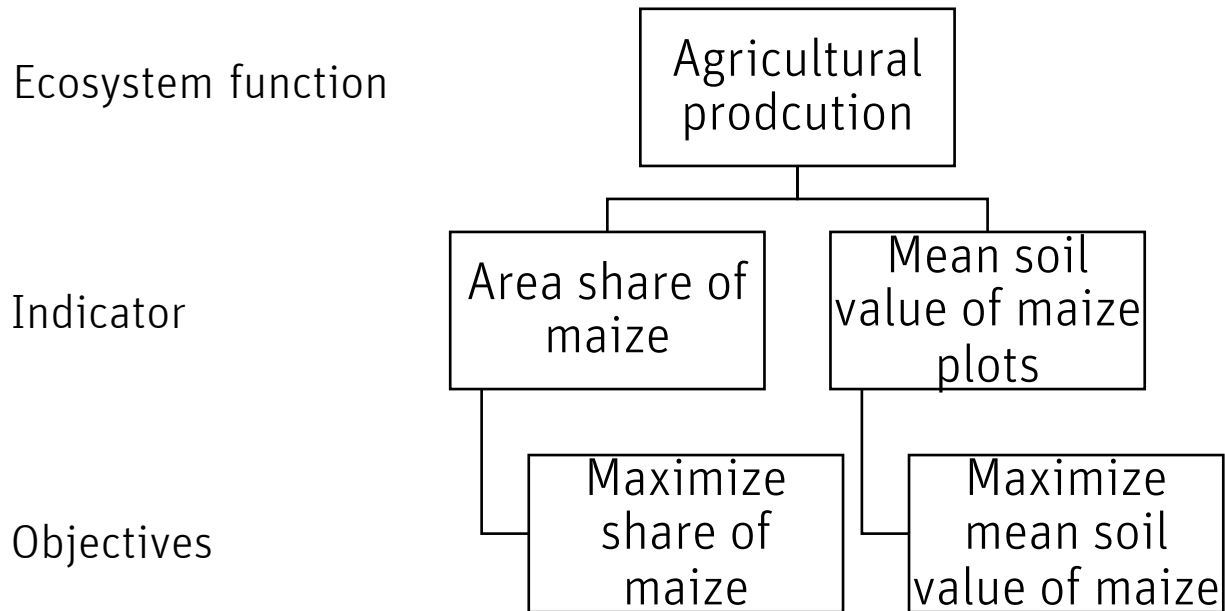 Ecosystem function
Agricultural
prodcution
Indicator
Area share of
maize
Mean soil
value of maize
plots
Objectives
Maximize
share of
maize
Maximize
mean soil
value of maize